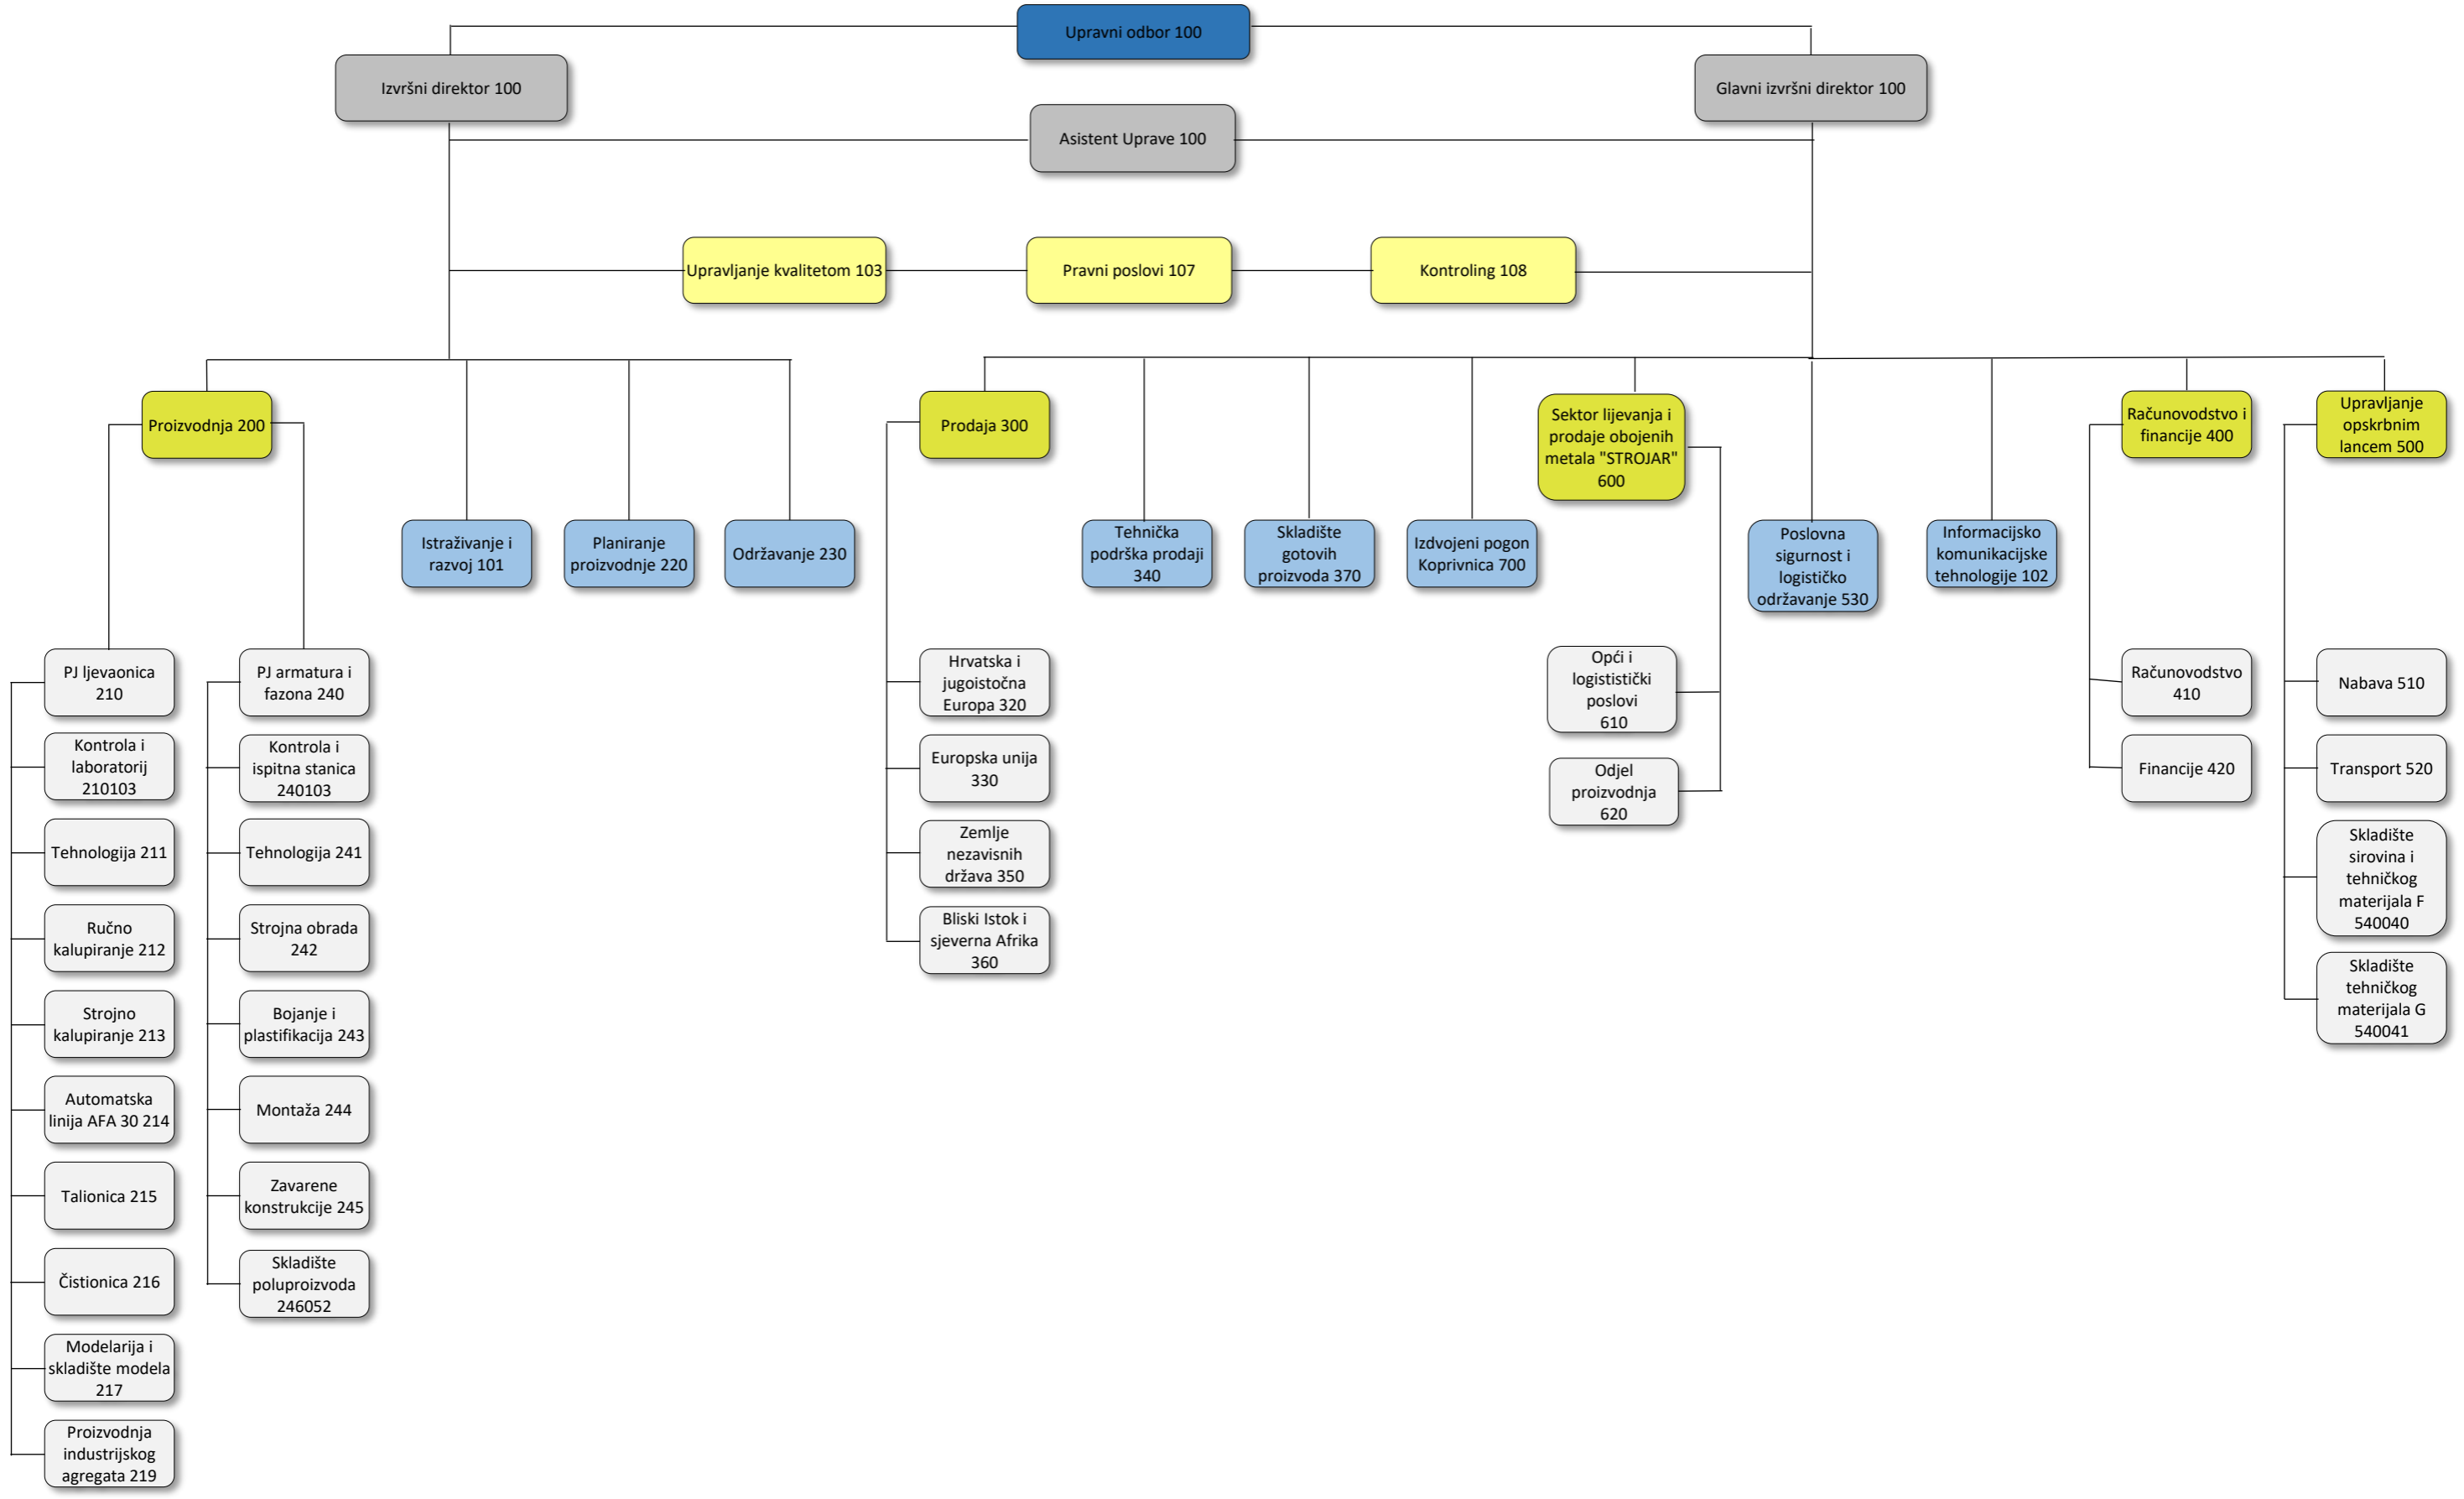 Upravni odbor 100
Izvršni direktor 100
Glavni izvršni direktor 100
Asistent Uprave 100
Upravljanje kvalitetom 103
Pravni poslovi 107
Kontroling 108
Proizvodnja 200
Prodaja 300
Sektor lijevanja i
prodaje obojenih
metala "STROJAR"
600
Računovodstvo i
financije 400
Upravljanje
opskrbnim
lancem 500
Istraživanje i
razvoj 101
Planiranje
proizvodnje 220
Održavanje 230
Tehnička
podrška prodaji
340
Skladište
gotovih
proizvoda 370
Izdvojeni pogon
Koprivnica 700
Poslovna
sigurnost i
logističko
održavanje 530
Informacijsko
komunikacijske
tehnologije 102
PJ ljevaonica
210
Kontrola i
laboratorij
210103
Tehnologija 211
Ručno
kalupiranje 212
Strojno
kalupiranje 213
Automatska
linija AFA 30 214
Talionica 215
Čistionica 216
Modelarija i
skladište modela
217
Proizvodnja
industrijskog
agregata 219
PJ armatura i
fazona 240
Kontrola i
ispitna stanica
240103
Tehnologija 241
Strojna obrada
242
Bojanje i
plastifikacija 243
Montaža 244
Zavarene
konstrukcije 245
Skladište
poluproizvoda
246052
Hrvatska i
jugoistočna
Europa 320
Europska unija
330
Zemlje
nezavisnih
država 350
Bliski Istok i
sjeverna Afrika
360
Opći i
logististički
poslovi
610
Odjel
proizvodnja
620
Računovodstvo
410
Financije 420
Nabava 510
Transport 520
Skladište
sirovina i
tehničkog
materijala F
540040
Skladište
tehničkog
materijala G
540041